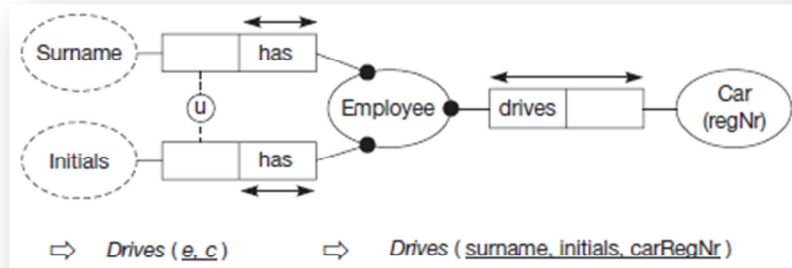 Surname
has
u
Employee
drives
Car
(regNr)
Initials
has
⇨ Drives ( e, c ) ⇨ Drives ( surname, initials, carRegNr )